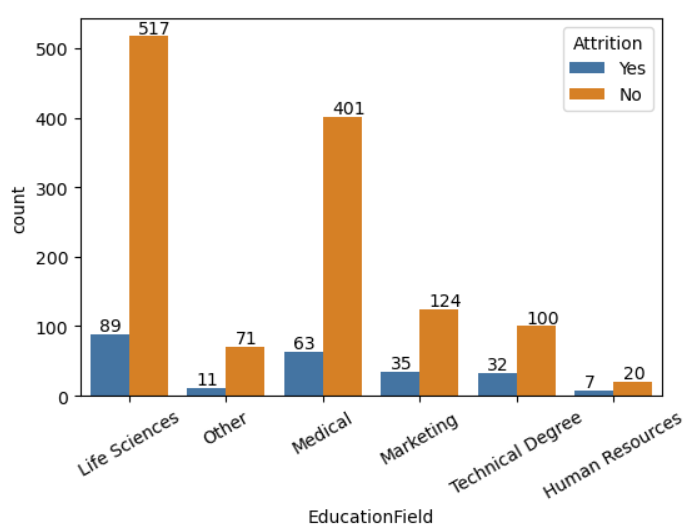 517
500
Attrition
Yes
No
401
400
300
count
200
124
100
100
89
71
63
35
32
11
7
20
0
Life Sciences
Other
Medical
Marketing
Technical Degree
Human Resources
EducationField